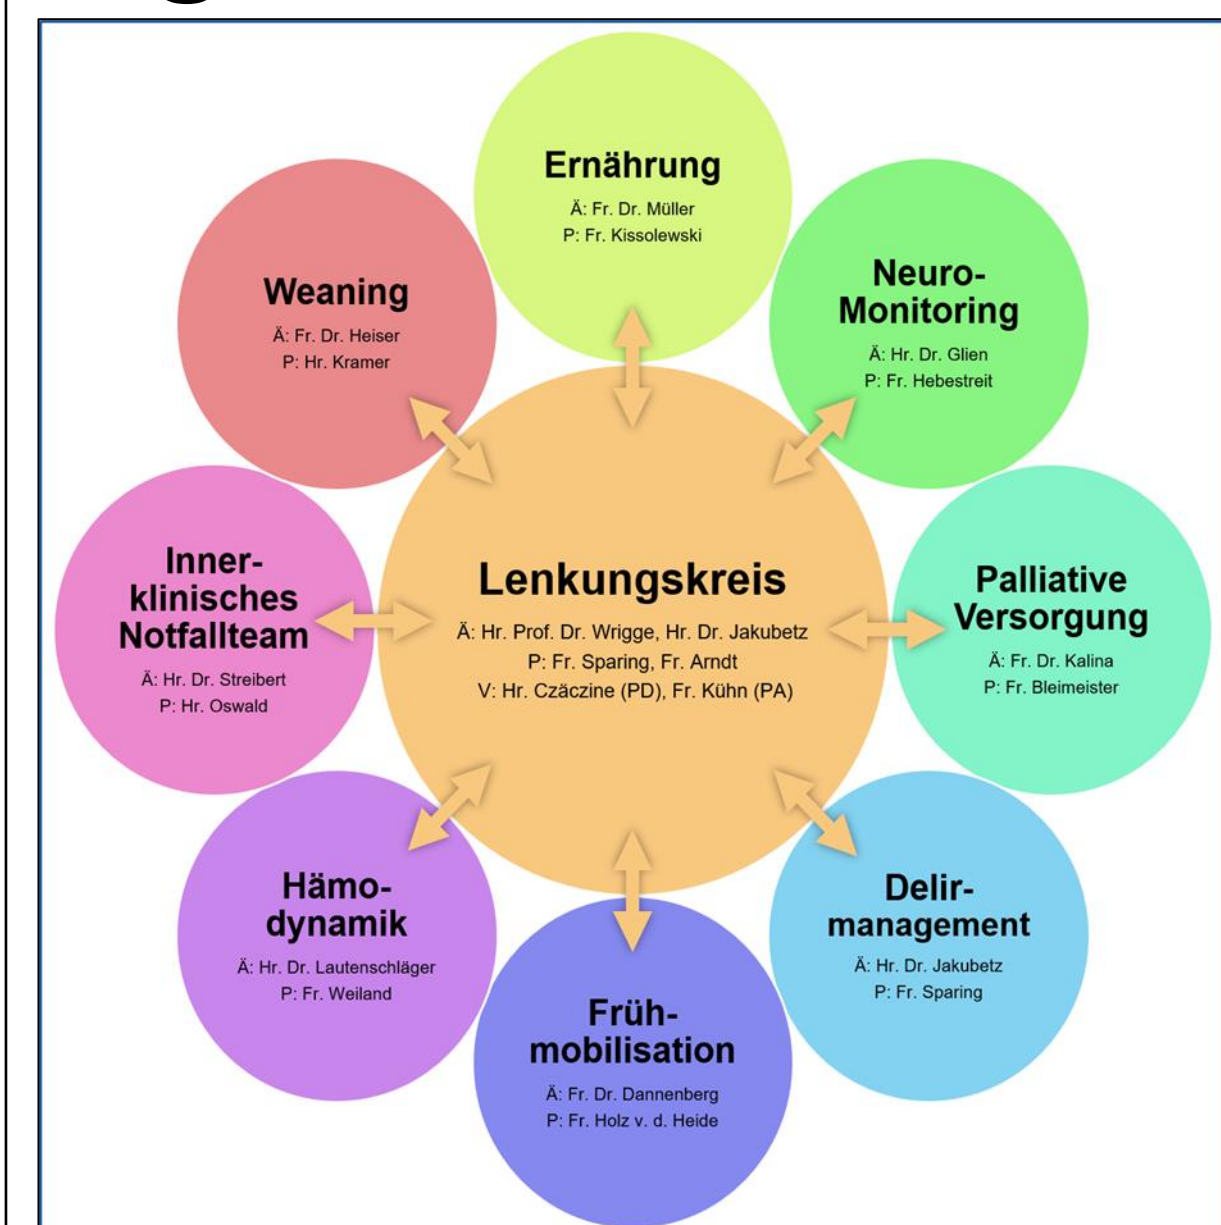 Ernährung
Ä: Fr. Dr. Müller
P: Fr. Kissolewski
Neuro-
Monitoring
Ä: Hr. Dr. Glien
P: Fr. Hebestreit
Weaning
Ä: Fr. Dr. Heiser
P: Hr. Kramer
Lenkungskreis
Ä: Hr. Prof. Dr. Wrigge, Hr. Dr. Jakubetz
P: Fr. Sparing, Fr. Arndt
V: Hr. Czäczine (PD), Fr. Kühn (PA)
Inner-
klinisches
Notfallteam
Ä: Hr. Dr. Streibert
P: Hr. Oswald
Palliative
Versorgung
Ä: Fr. Dr. Kalina
P: Fr. Bleimeister
Hämo-
dynamik
Ä: Hr. Dr. Lautenschläger
P: Fr. Weiland
Delir-
management
Ä: Hr. Dr. Jakubetz
P: Fr. Sparing
Früh-
mobilisation
Ä: Fr. Dr. Dannenberg
P: Fr. Holz v. d. Heide